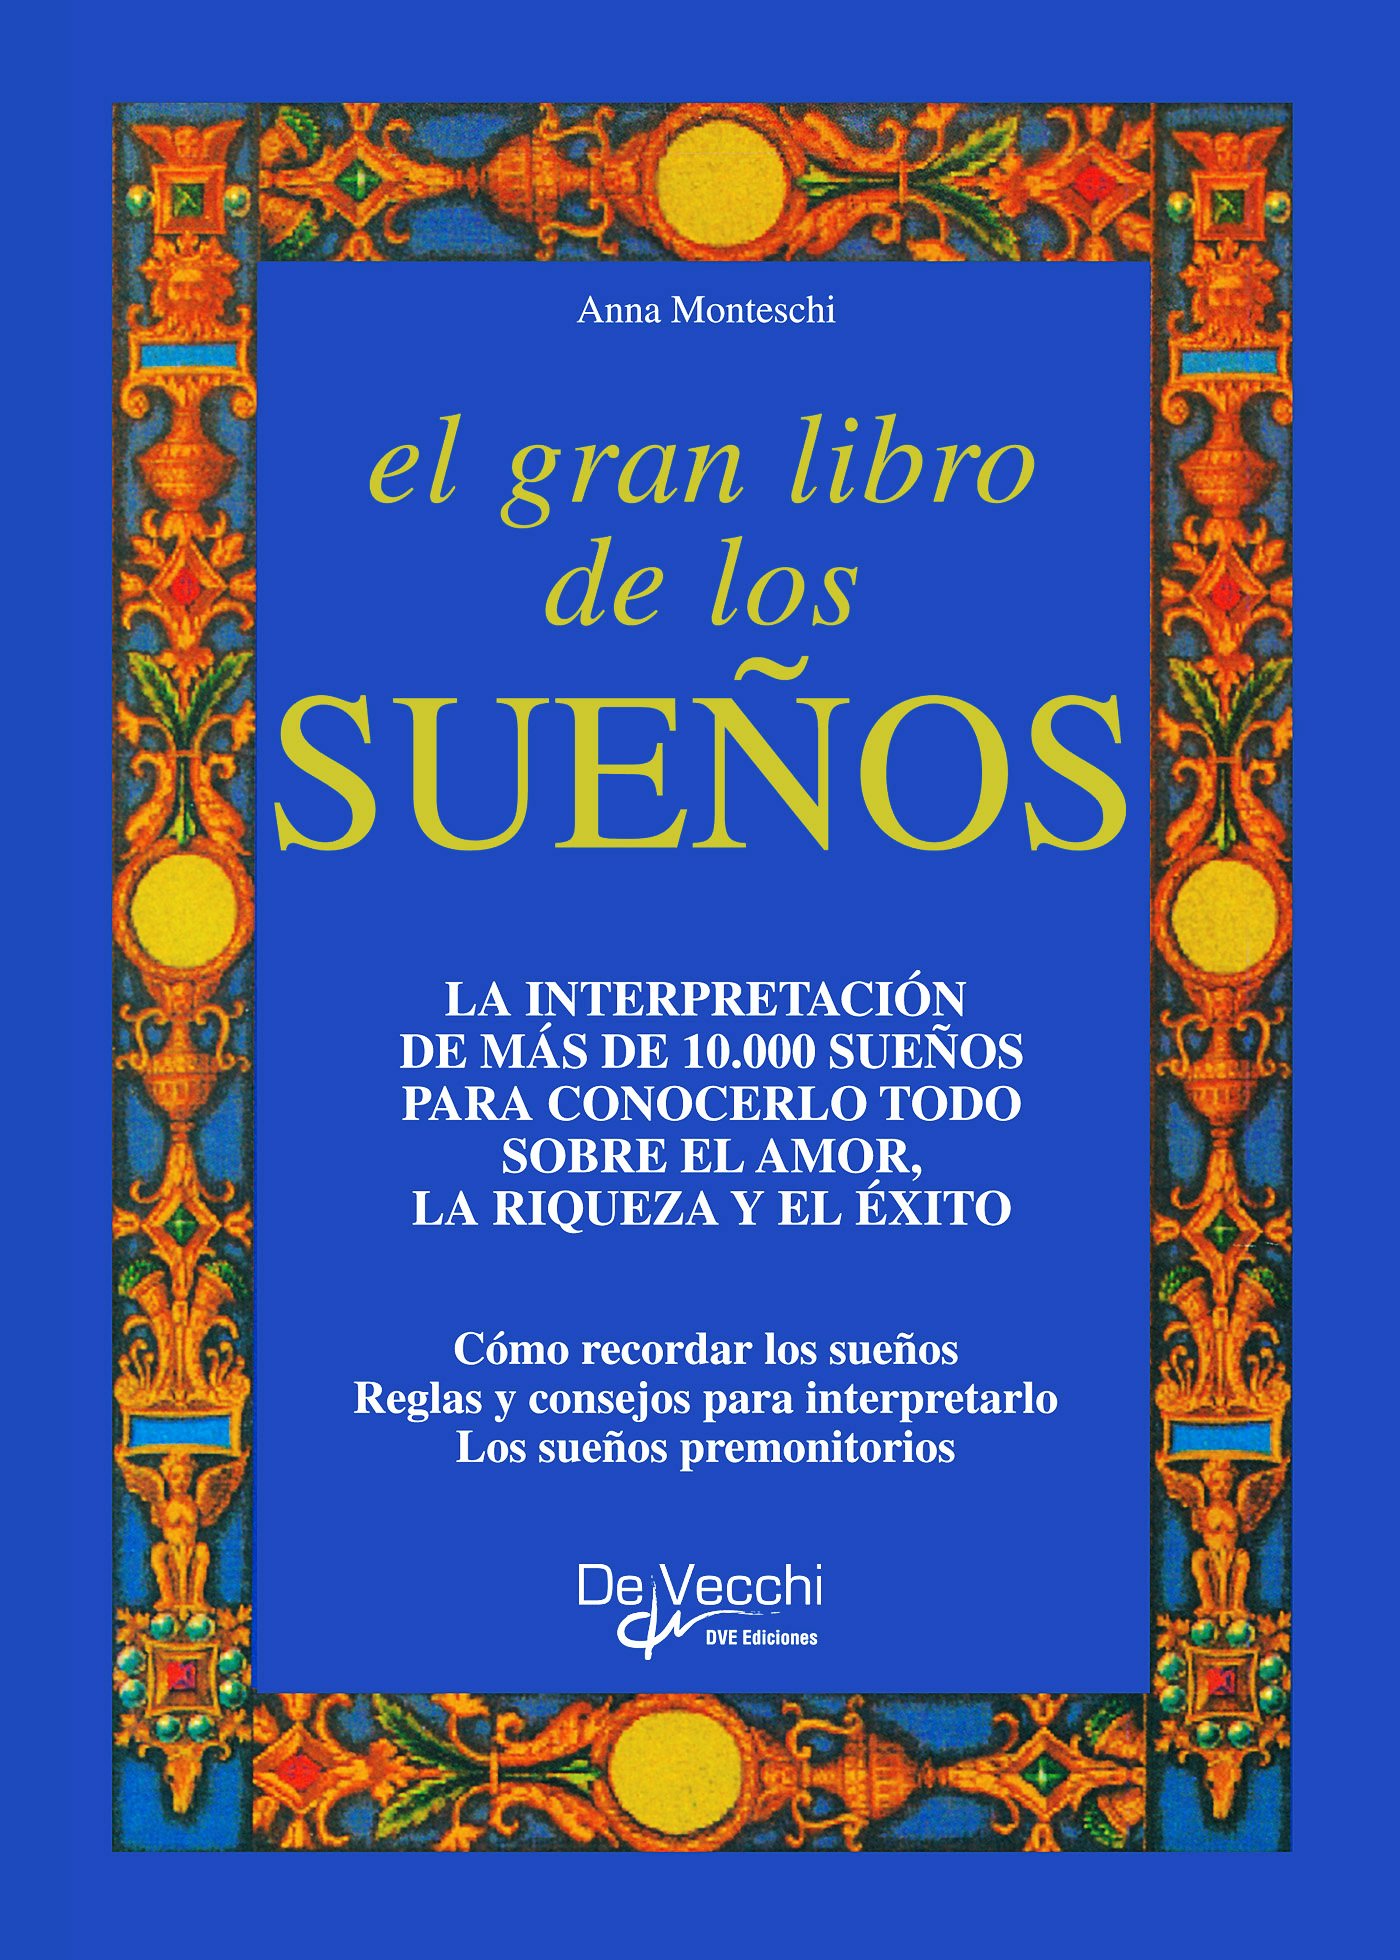 Anna Monteschi
el gran libro
de los
SUEÑOS
LA INTERPRETACIÓN
DE MÁS DE 10.000 SUEÑOS
PARA CONOCERLO TODO
SOBRE EL AMOR,
LA RIQUEZA Y EL ÉXITO
Cómo recordar los sueños
Reglas y consejos para interpretarlo
Los sueños premonitorios
De Vecchi
DVE Ediciones